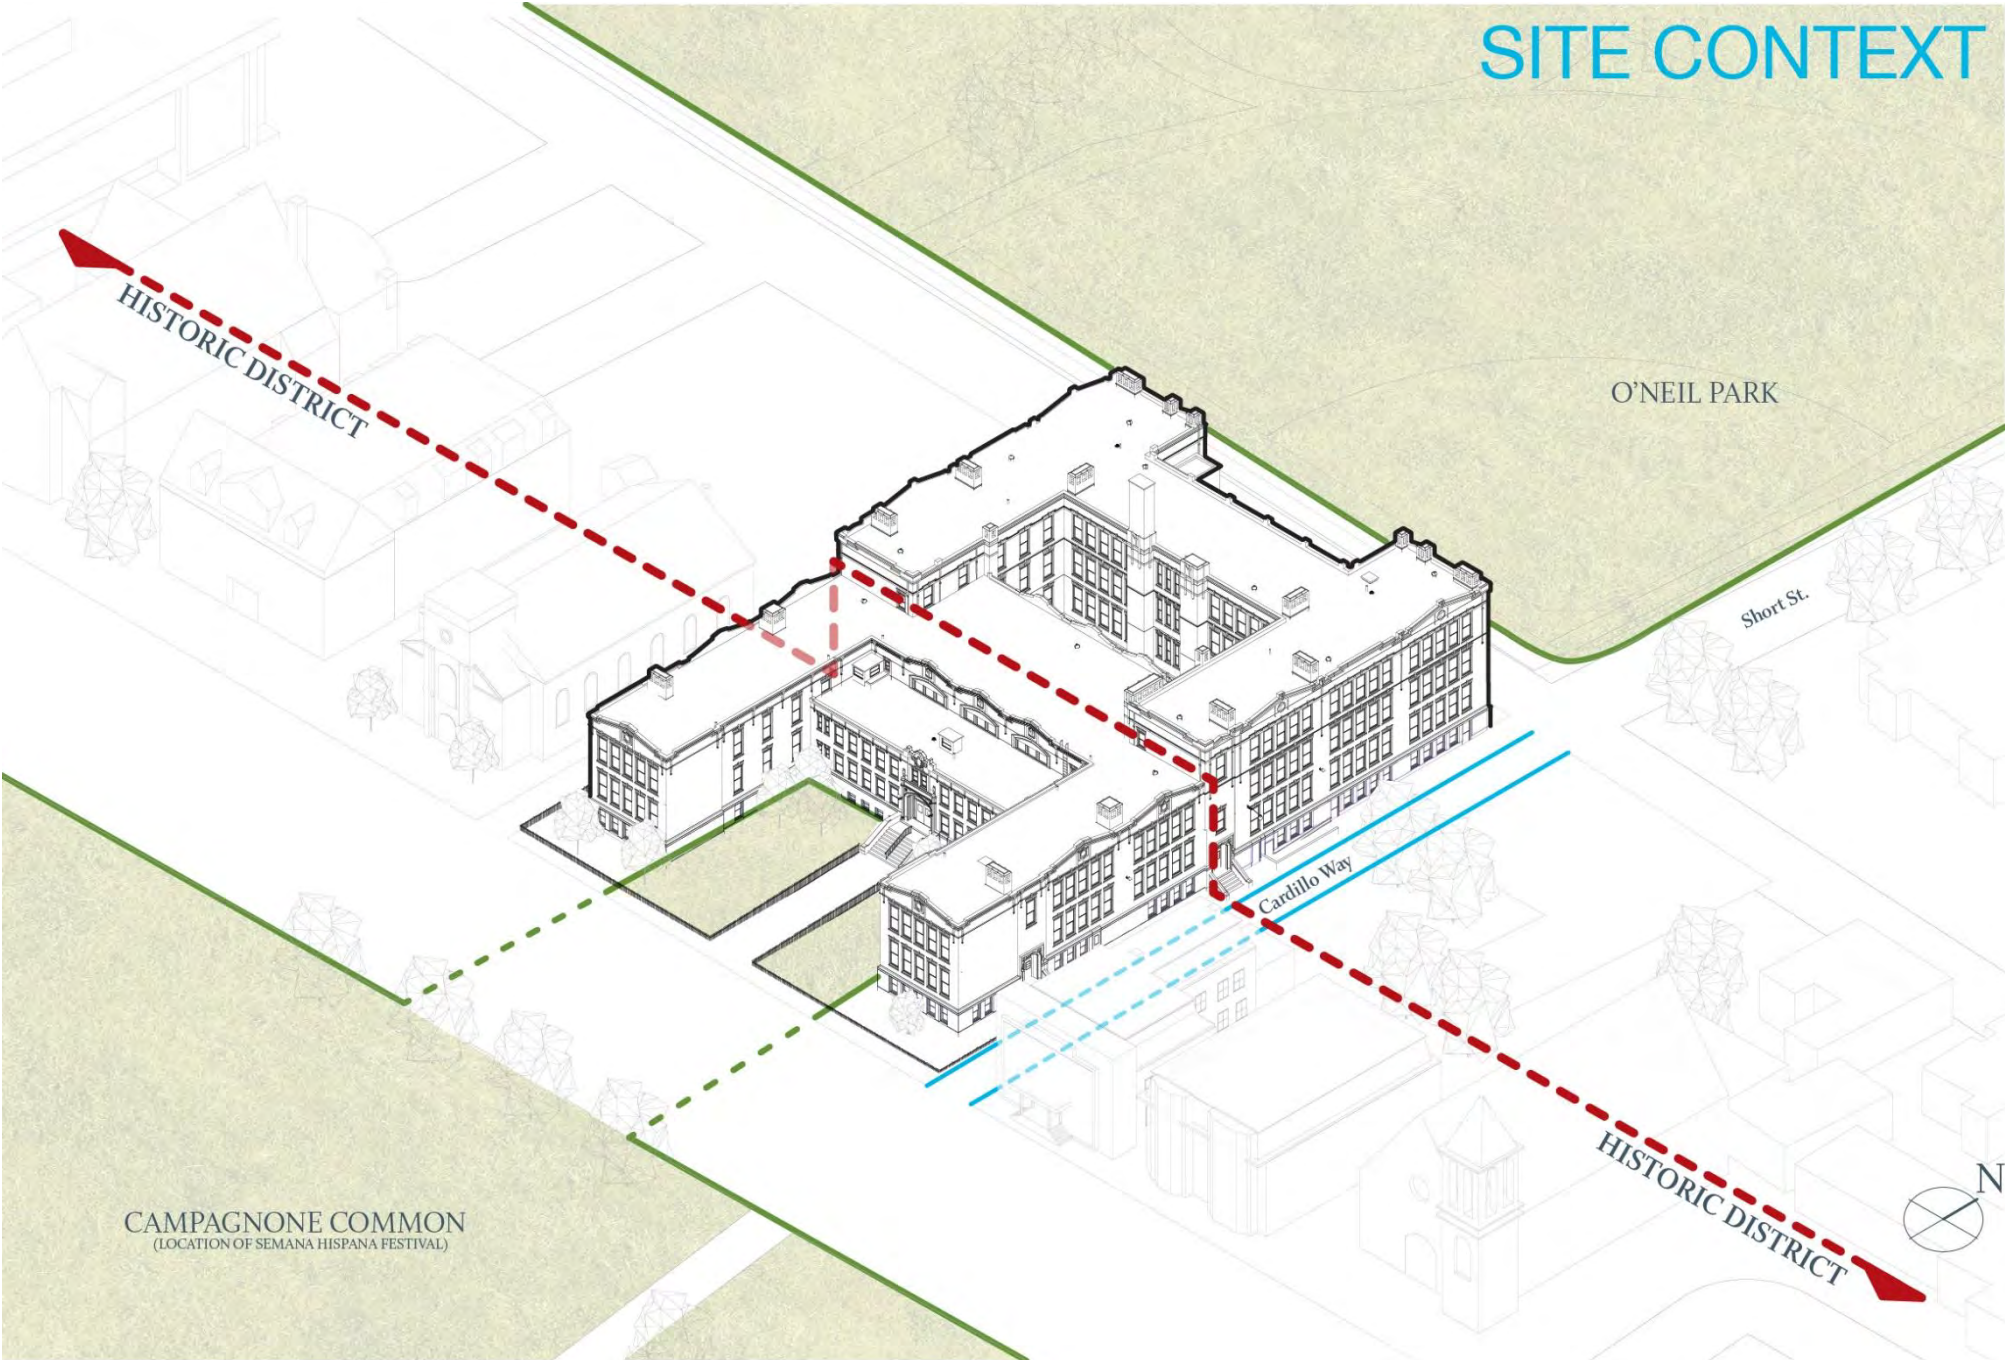 SITE CONTEXT
HISTORIC DISTRICT
O'NEIL PARK
Short St.
Cardillo Way
HISTORIC DISTRICT
N
CAMPAGNONE COMMON
(LOCATION OF SEMANA HISPANA FESTIVAL)